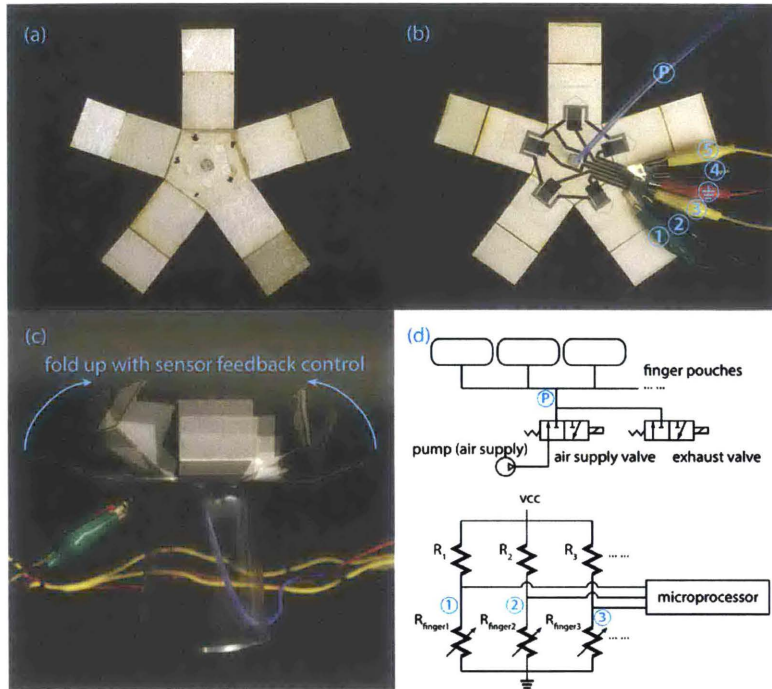 (a)
(b)
P
5
4
3
2
1
(c)
fold up with sensor feedback control
(d)
finger pouches
... ...
P
pump (air supply)
air supply valve
exhaust valve
vcc
R1
R2
R3
... ...
microprocessor
1
2
3
Rfinger1
Rfinger2
Rfinger3
... ...